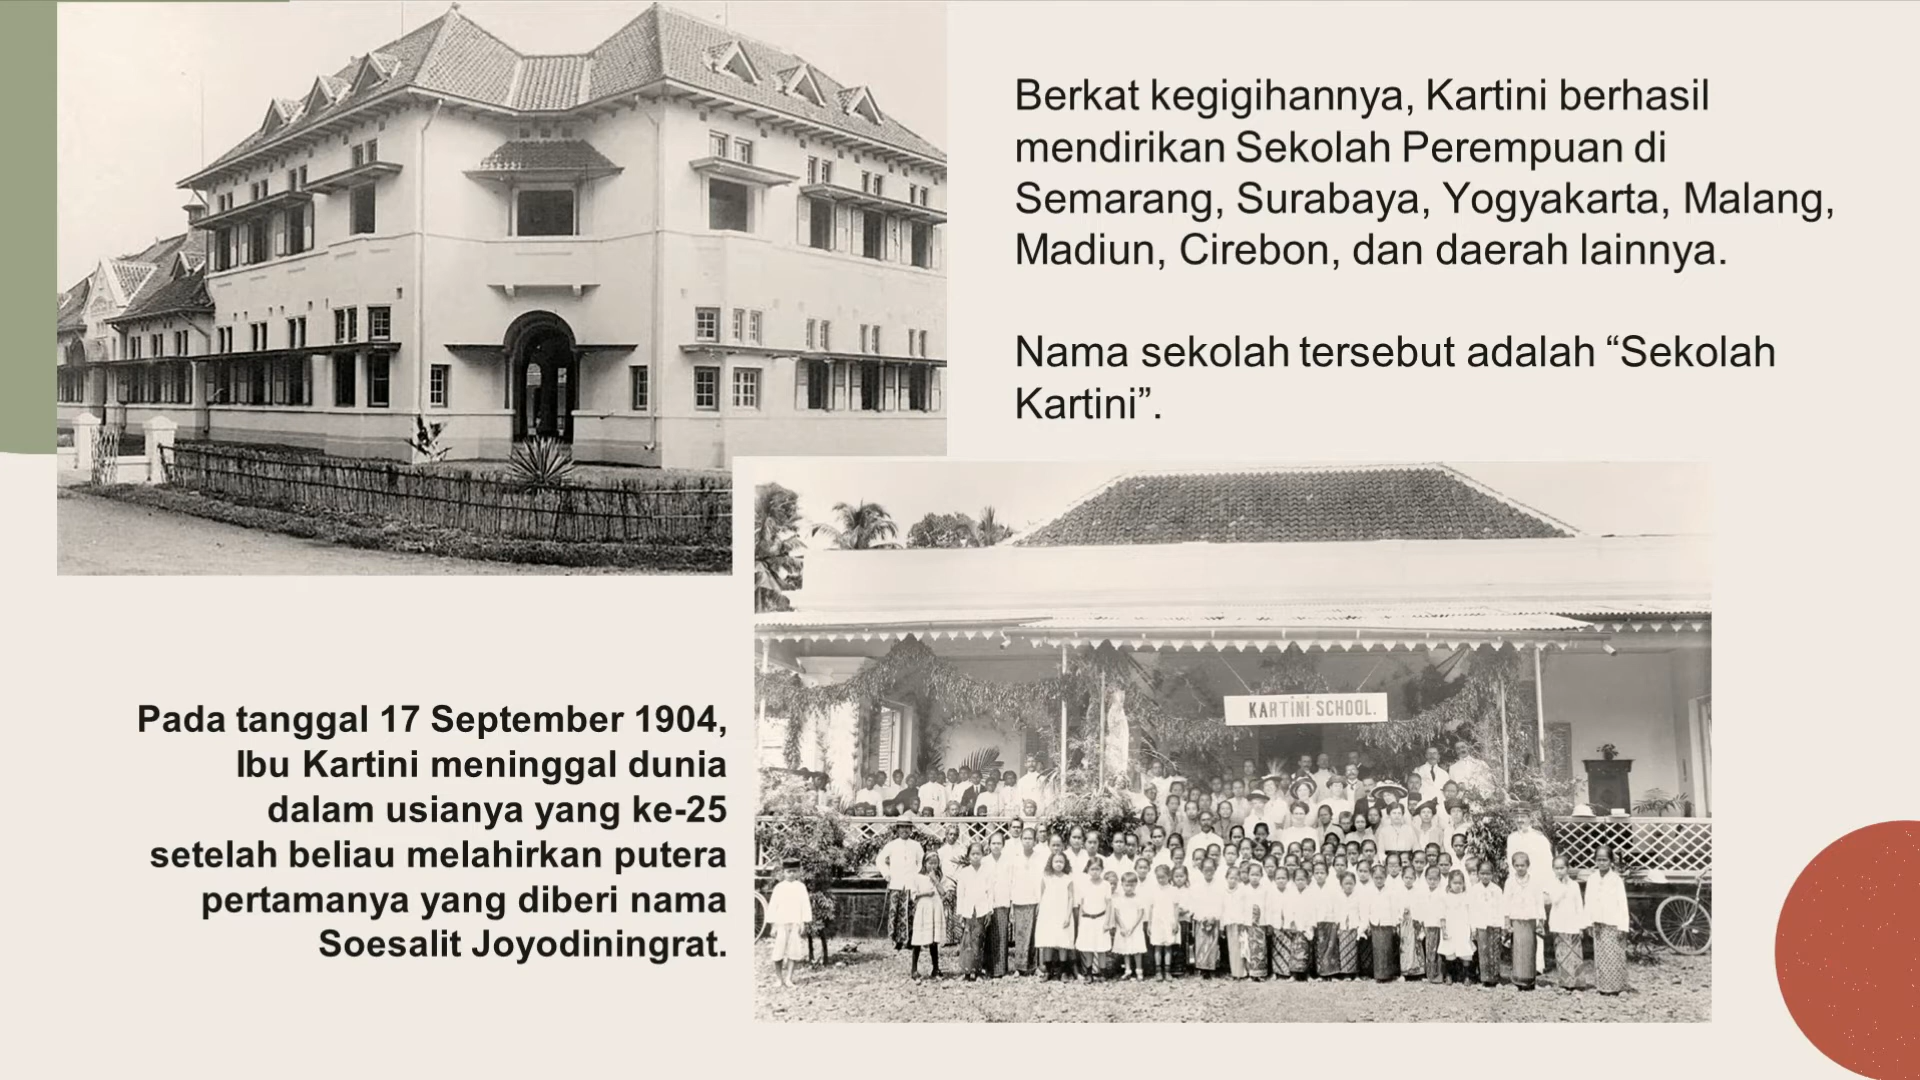 Berkat kegigihannya, Kartini berhasil
mendirikan Sekolah Perempuan di
Semarang, Surabaya, Yogyakarta, Malang,
Madiun, Cirebon, dan daerah lainnya.
Nama sekolah tersebut adalah “Sekolah
Kartini”.
KARTINI SCHOOL.
Pada tanggal 17 September 1904,
Ibu Kartini meninggal dunia
dalam usianya yang ke-25
setelah beliau melahirkan putera
pertamanya yang diberi nama
Soesalit Joyodiningrat.